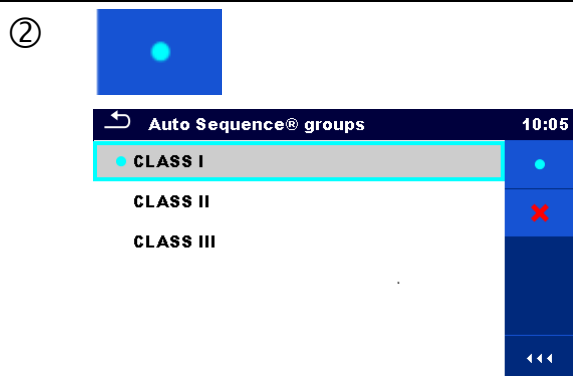 ②
Auto Sequence® groups 10:05
CLASS I
CLASS II
CLASS III